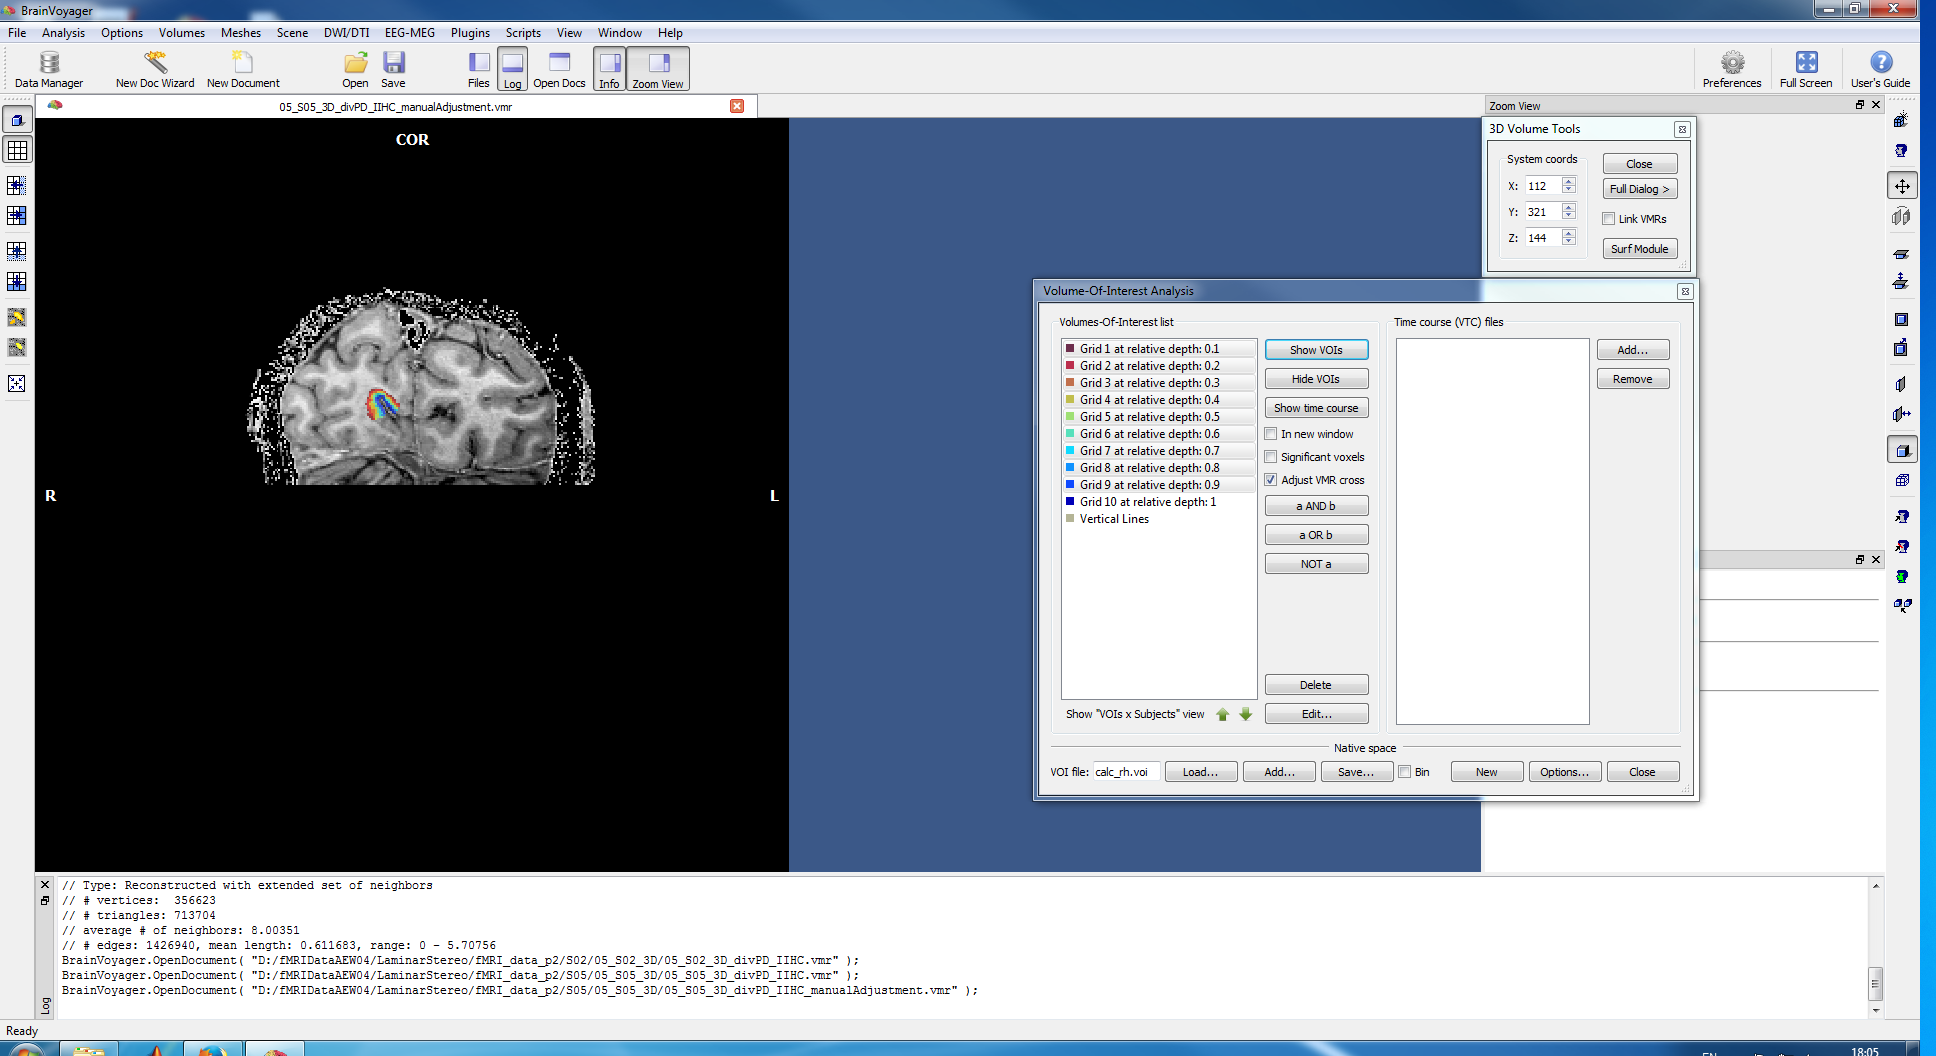 BrainVoyager
File Analysis Options Volumes Meshes Scene DWI/DTI EEG-MEG Plugins Scripts View Window Help
Data Manager New Doc Wizard New Document Open Save Files Log Open Docs Info Zoom View Preferences Full Screen User's Guide
05_S05_3D_divPD_IIHC_manualAdjustment.vmr
Zoom View
COR
R
L
3D Volume Tools
System coords
X: 112
Y: 321
Z: 144
Close
Full Dialog >
Link VMRs
Surf Module
Volume-Of-Interest Analysis
Volumes-Of-Interest list
Grid 1 at relative depth: 0.1
Grid 2 at relative depth: 0.2
Grid 3 at relative depth: 0.3
Grid 4 at relative depth: 0.4
Grid 5 at relative depth: 0.5
Grid 6 at relative depth: 0.6
Grid 7 at relative depth: 0.7
Grid 8 at relative depth: 0.8
Grid 9 at relative depth: 0.9
Grid 10 at relative depth: 1
Vertical Lines
Show VOIs
Hide VOIs
Show time course
In new window
Significant voxels
Adjust VMR cross
a AND b
a OR b
NOT a
Delete
Edit...
Show "VOIs x Subjects" view
Time course (VTC) files
Add...
Remove
Native space
VOI file: calc_rh.voi Load... Add... Save... Bin New Options... Close
// Type: Reconstructed with extended set of neighbors
// # vertices: 356623
// # triangles: 713704
// average # of neighbors: 8.00351
// # edges: 1426940, mean length: 0.611683, range: 0 - 5.70756
BrainVoyager.OpenDocument( "D:/fMRIDataAEW04/LaminarStereo/fMRI_data_p2/S02/05_S02_3D/05_S02_3D_divPD_IIHC.vmr" );
BrainVoyager.OpenDocument( "D:/fMRIDataAEW04/LaminarStereo/fMRI_data_p2/S05/05_S05_3D/05_S05_3D_divPD_IIHC.vmr" );
BrainVoyager.OpenDocument( "D:/fMRIDataAEW04/LaminarStereo/fMRI_data_p2/S05/05_S05_3D/05_S05_3D_divPD_IIHC_manualAdjustment.vmr" );
Log
Ready
EN
18:05